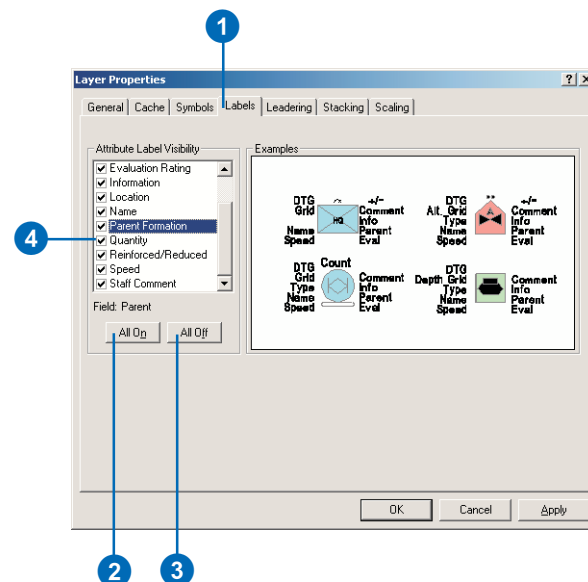 1
Layer Properties
General Cache Symbols Labels Leadering Stacking Scaling
Attribute Label Visibility
Evaluation Rating
Information
Location
Name
Parent Formation
Quantity
Reinforced/Reduced
Speed
Staff Comment
4
Field: Parent
All On All Off
Examples
DTG +/-
Grid Comment
HQ Info
Name Parent
Speed Eval
DTG +/-
Alt. Grid A Comment
Type Info
Name Parent
Speed Eval
DTG Count
Grid Comment
Type Info
Name Parent
Speed Eval
DTG
Depth Grid Comment
Type Info
Name Parent
Speed Eval
OK Cancel Apply
2 3